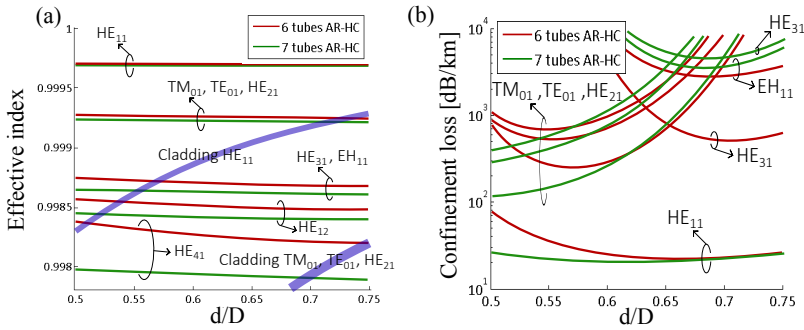 (a)
6 tubes AR-HC
7 tubes AR-HC
HE11
TM01, TE01, HE21
Cladding HE11
HE31, EH11
HE12
HE41
Cladding TM01, TE01, HE21
Effective index
1
0.9995
0.999
0.9985
0.998
0.5
0.55
0.6
0.65
0.7
0.75
d/D
(b)
6 tubes AR-HC
7 tubes AR-HC
HE31
EH11
TM01 ,TE01 ,HE21
HE31
HE11
Confinement loss [dB/km]
10^4
10^3
10^2
10^1
0.5
0.55
0.6
0.65
0.7
0.75
d/D